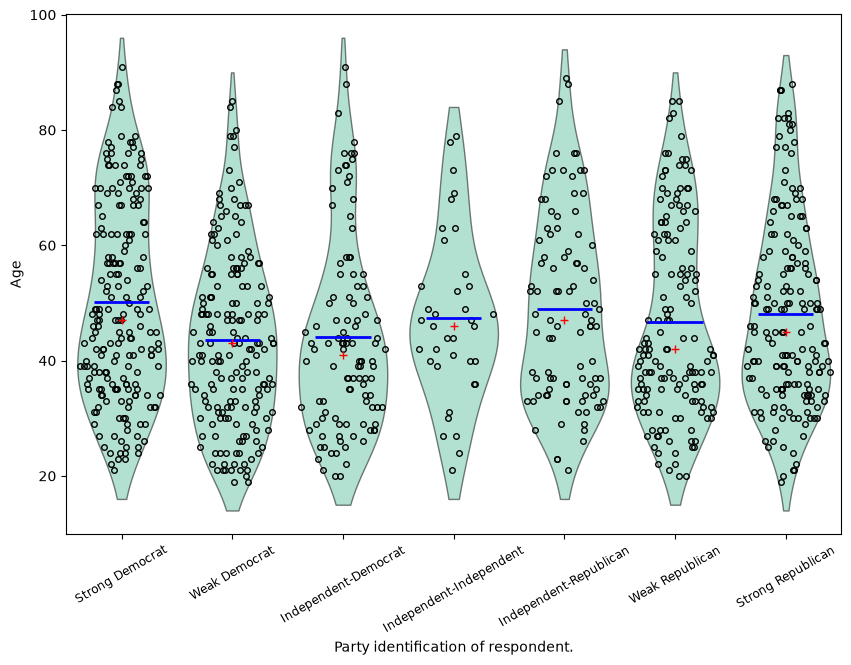 100
80
60
40
20
Age
Strong Democrat
Weak Democrat
Independent-Democrat
Independent-Independent
Independent-Republican
Weak Republican
Strong Republican
Party identification of respondent.